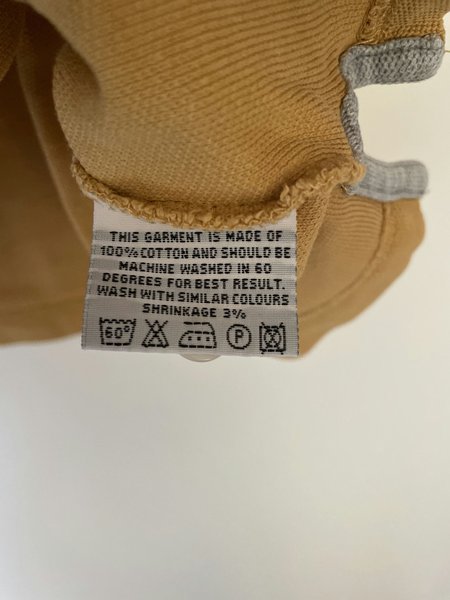 THIS GARMENT IS MADE OF
100% COTTON AND SHOULD BE
MACHINE WASHED IN 60
DEGREES FOR BEST RESULT.
WASH WITH SIMILAR COLOURS
SHRINKAGE 3%
60° P